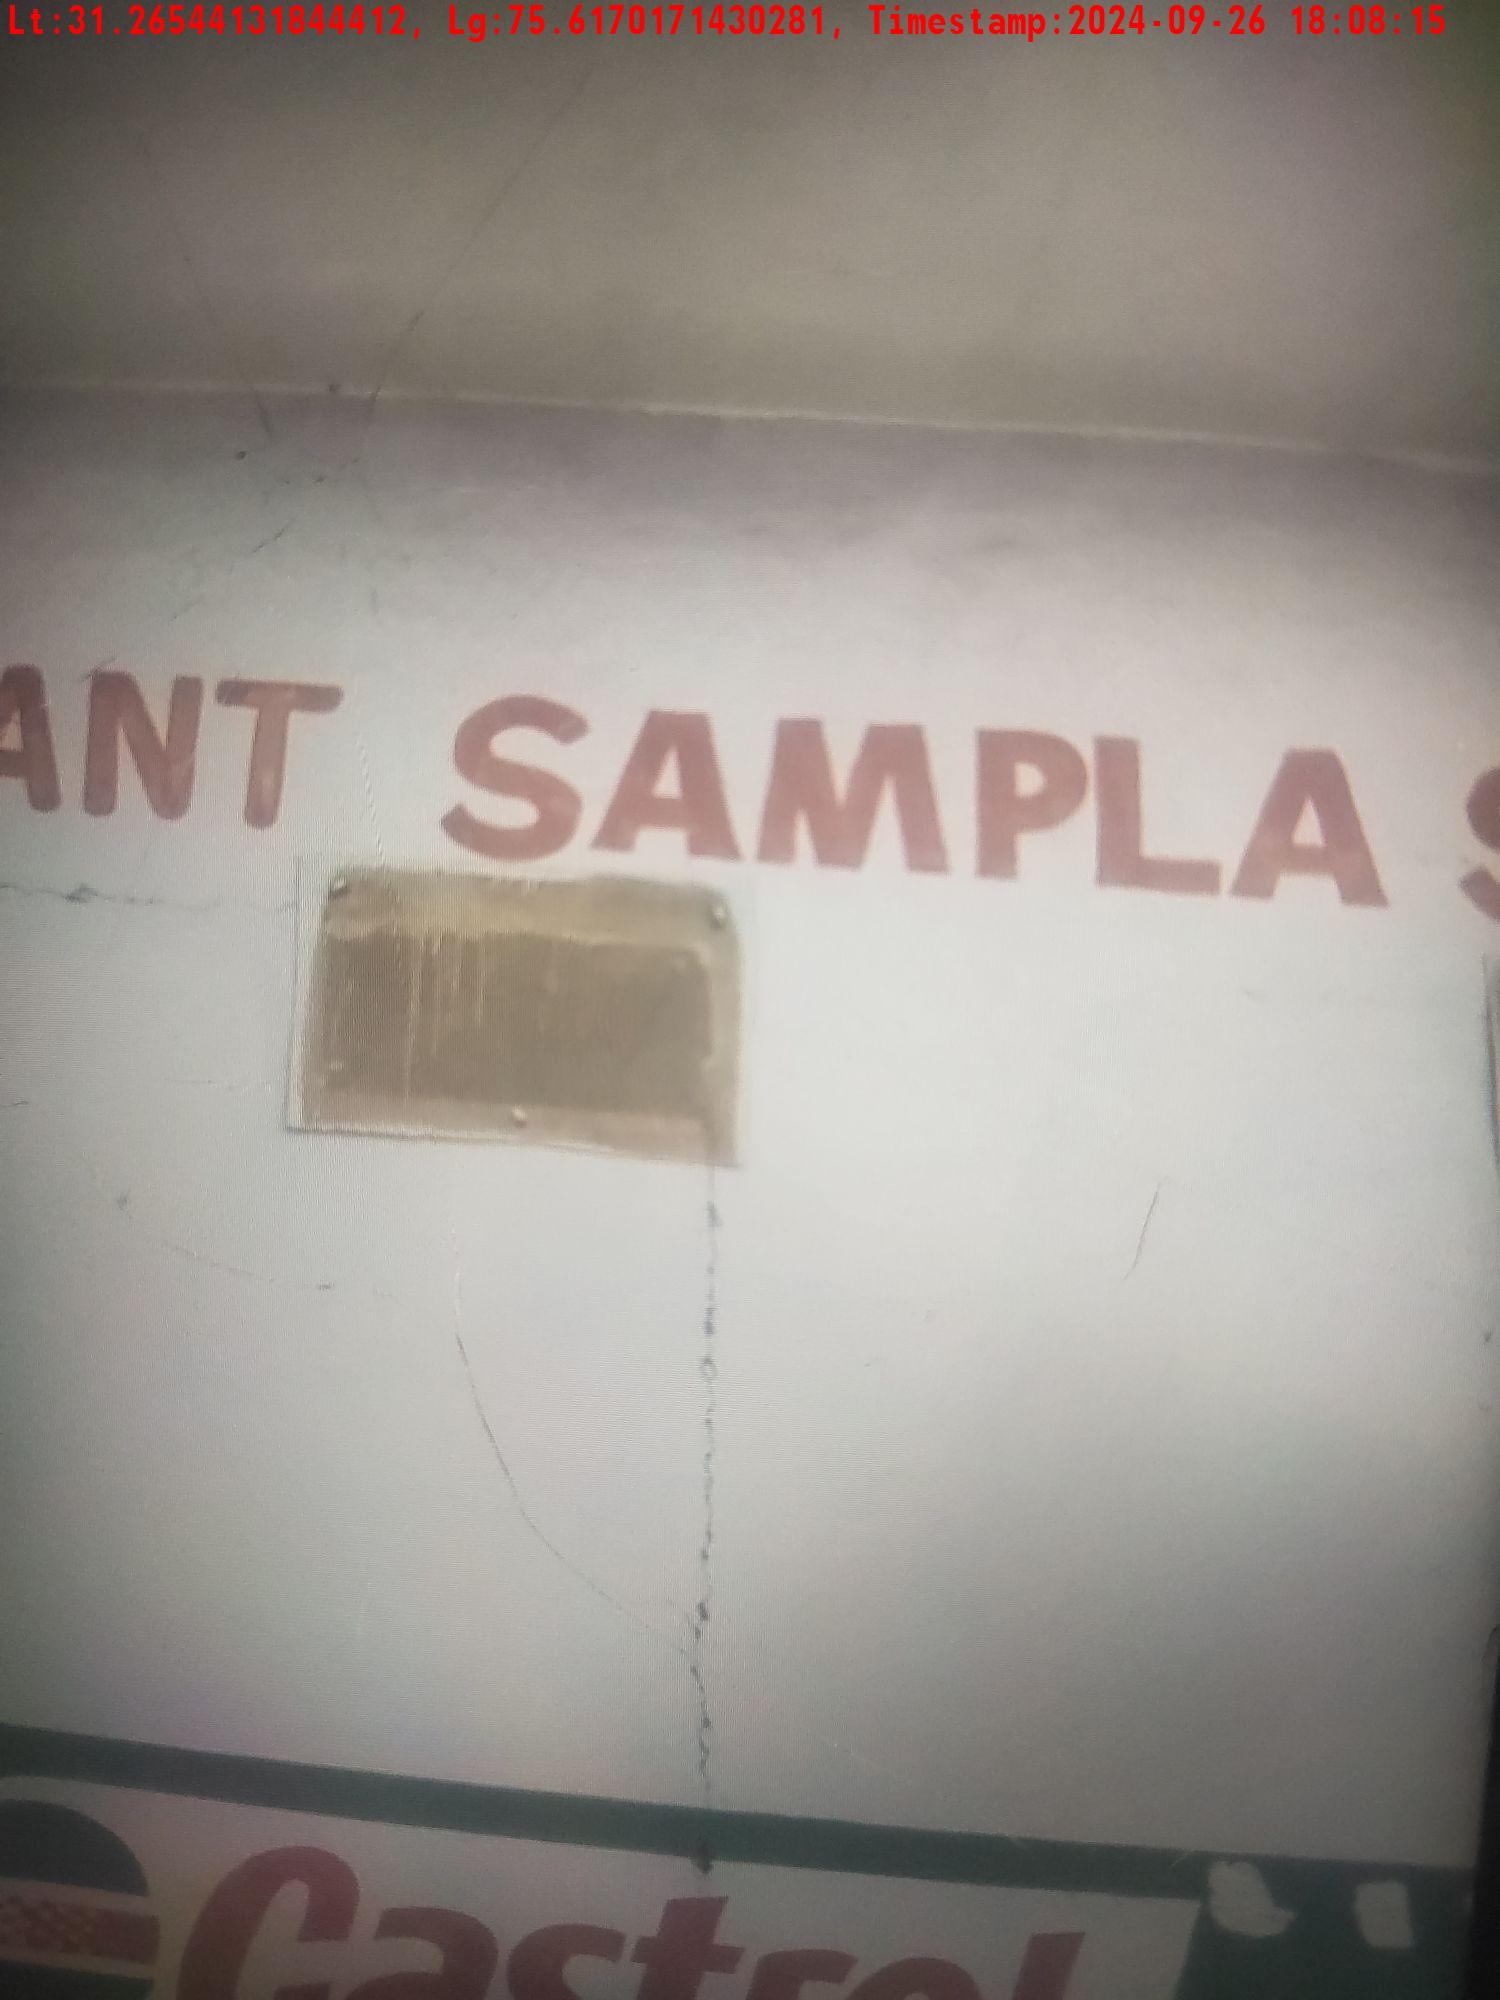 Lt:31.26544131844412, Lg:75.6170171430281, Timestamp:2024-09-26 18:08:15
ANT SAMPLA S
Castrol